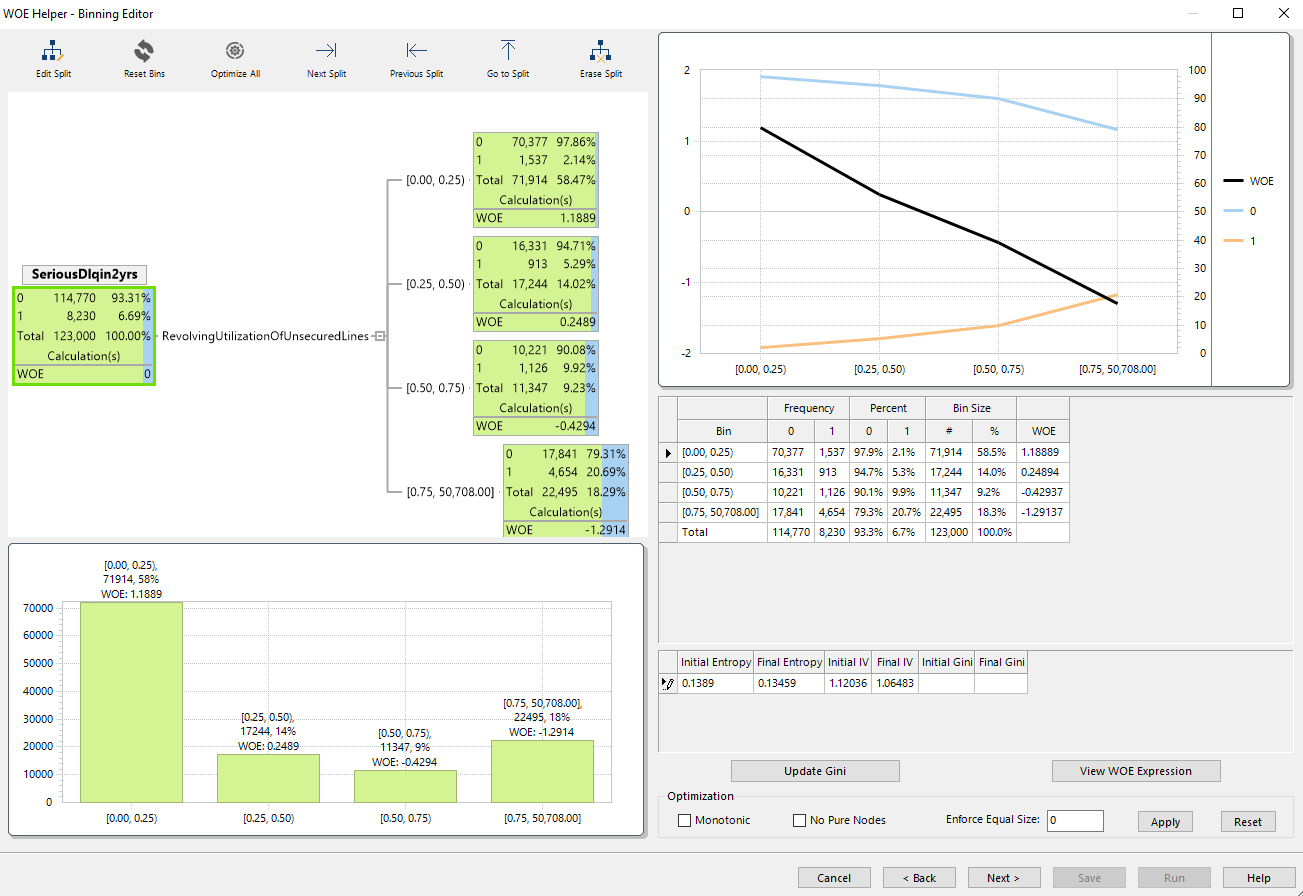 WOE Helper - Binning Editor
Edit Split Reset Bins Optimize All Next Split Previous Split Go to Split Erase Split
SeriousDlqin2yrs
0 114,770 93.31%
1 8,230 6.69%
Total 123,000 100.00%
Calculation(s)
WOE 0
RevolvingUtilizationOfUnsecuredLines
[0.00, 0.25)
0 70,377 97.86%
1 1,537 2.14%
Total 71,914 58.47%
Calculation(s)
WOE 1.1889
[0.25, 0.50)
0 16,331 94.71%
1 913 5.29%
Total 17,244 14.02%
Calculation(s)
WOE 0.2489
[0.50, 0.75)
0 10,221 90.08%
1 1,126 9.92%
Total 11,347 9.23%
Calculation(s)
WOE -0.4294
[0.75, 50,708.00]
0 17,841 79.31%
1 4,654 20.69%
Total 22,495 18.29%
Calculation(s)
WOE -1.2914
[0.00, 0.25),
71914, 58%
WOE: 1.1889
[0.25, 0.50),
17244, 14%
WOE: 0.2489
[0.50, 0.75),
11347, 9%
WOE: -0.4294
[0.75, 50,708.00],
22495, 18%
WOE: -1.2914
70000
60000
50000
40000
30000
20000
10000
0
[0.00, 0.25) [0.25, 0.50) [0.50, 0.75) [0.75, 50,708.00]
2
1
0
-1
-2
100
90
80
70
60
50
40
30
20
10
0
[0.00, 0.25) [0.25, 0.50) [0.50, 0.75) [0.75, 50,708.00]
WOE
0
1
Frequency Percent Bin Size
Bin 0 1 0 1 # % WOE
[0.00, 0.25) 70,377 1,537 97.9% 2.1% 71,914 58.5% 1.18889
[0.25, 0.50) 16,331 913 94.7% 5.3% 17,244 14.0% 0.24894
[0.50, 0.75) 10,221 1,126 90.1% 9.9% 11,347 9.2% -0.42937
[0.75, 50,708.00] 17,841 4,654 79.3% 20.7% 22,495 18.3% -1.29137
Total 114,770 8,230 93.3% 6.7% 123,000 100.0%
Initial Entropy Final Entropy Initial IV Final IV Initial Gini Final Gini
0.1389 0.13459 1.12036 1.06483
Update Gini View WOE Expression
Optimization
Monotonic No Pure Nodes Enforce Equal Size: 0 Apply Reset
Cancel < Back Next > Save Run Help